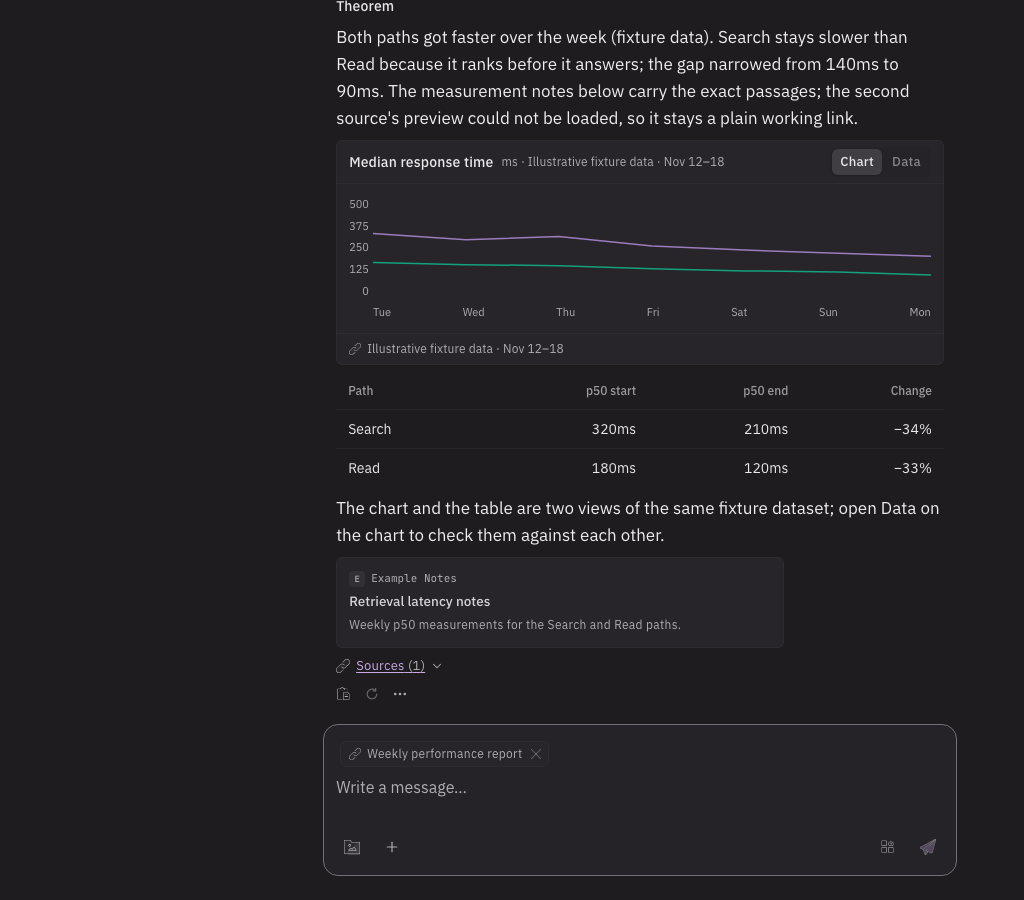 Theorem
Both paths got faster over the week (fixture data). Search stays slower than
Read because it ranks before it answers; the gap narrowed from 140ms to
90ms. The measurement notes below carry the exact passages; the second
source's preview could not be loaded, so it stays a plain working link.
Median response time ms · Illustrative fixture data · Nov 12–18 Chart Data
500
375
250
125
0
Tue Wed Thu Fri Sat Sun Mon
Illustrative fixture data · Nov 12–18
Path p50 start p50 end Change
Search 320ms 210ms −34%
Read 180ms 120ms −33%
The chart and the table are two views of the same fixture dataset; open Data on
the chart to check them against each other.
E Example Notes
Retrieval latency notes
Weekly p50 measurements for the Search and Read paths.
Sources (1)
Weekly performance report
Write a message...